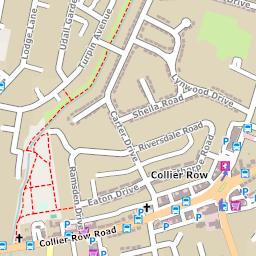 Lodge Lane
Udall Gardens
Turpin Avenue
Lynwood Drive
Sheila Road
Carter Drive
Riversdale Road
Collier Row
Ramsden Drive
Eaton Drive
Collier Row Road